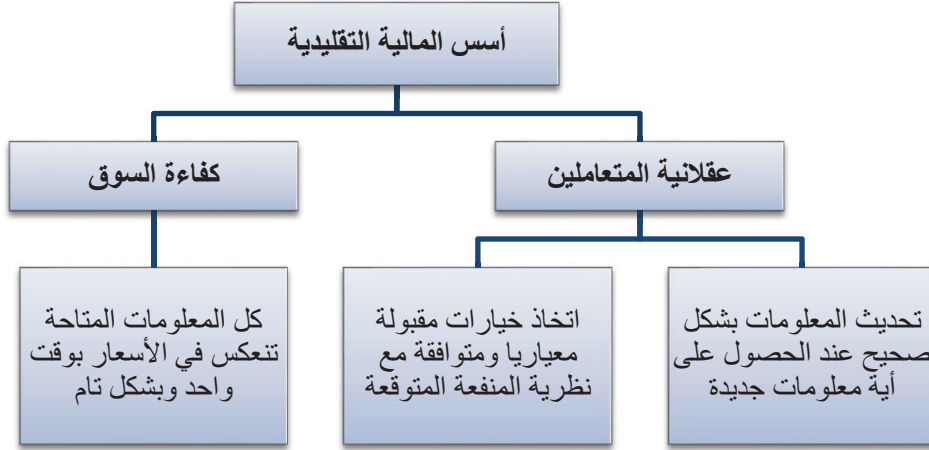 أسس المالية التقليدية
عقلانية المتعاملين
كفاءة السوق
تحديث المعلومات بشكل
صحيح عند الحصول على
أية معلومات جديدة
اتخاذ خيارات مقبولة
معياريا ومتوافقة مع
نظرية المنفعة المتوقعة
كل المعلومات المتاحة
تنعكس في الأسعار بوقت
واحد وبشكل تام